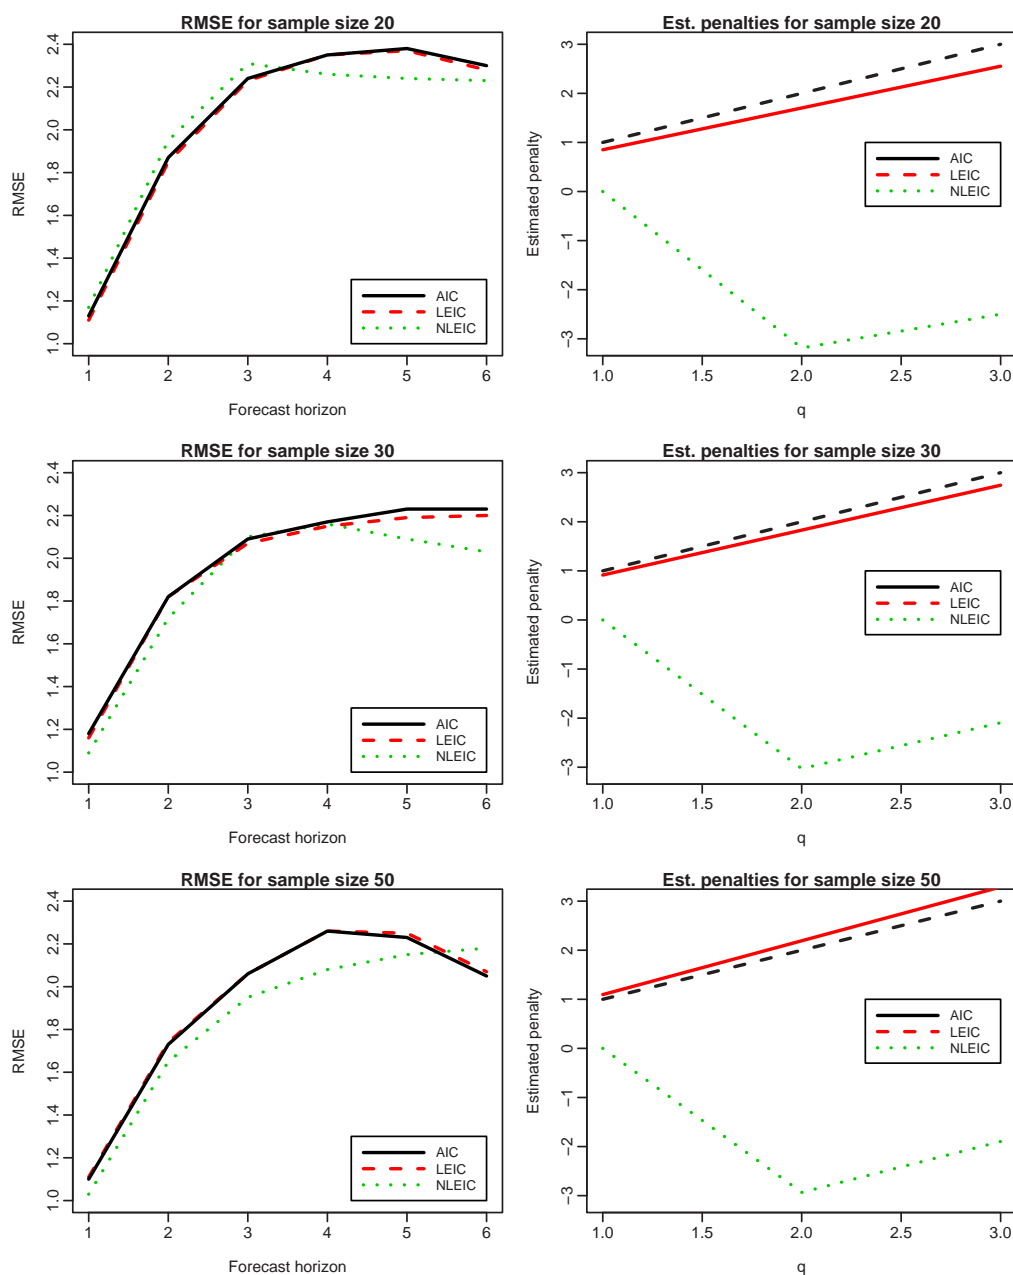 RMSE for sample size 20
RMSE
2.4
2.2
2.0
1.8
1.6
1.4
1.2
1.0
AIC
LEIC
NLEIC
1 2 3 4 5 6
Forecast horizon
Est. penalties for sample size 20
Estimated penalty
3
2
1
0
−1
−2
−3
AIC
LEIC
NLEIC
1.0 1.5 2.0 2.5 3.0
q
RMSE for sample size 30
RMSE
2.4
2.2
2.0
1.8
1.6
1.4
1.2
1.0
AIC
LEIC
NLEIC
1 2 3 4 5 6
Forecast horizon
Est. penalties for sample size 30
Estimated penalty
3
2
1
0
−1
−2
−3
AIC
LEIC
NLEIC
1.0 1.5 2.0 2.5 3.0
q
RMSE for sample size 50
RMSE
2.4
2.2
2.0
1.8
1.6
1.4
1.2
1.0
AIC
LEIC
NLEIC
1 2 3 4 5 6
Forecast horizon
Est. penalties for sample size 50
Estimated penalty
3
2
1
0
−1
−2
−3
AIC
LEIC
NLEIC
1.0 1.5 2.0 2.5 3.0
q